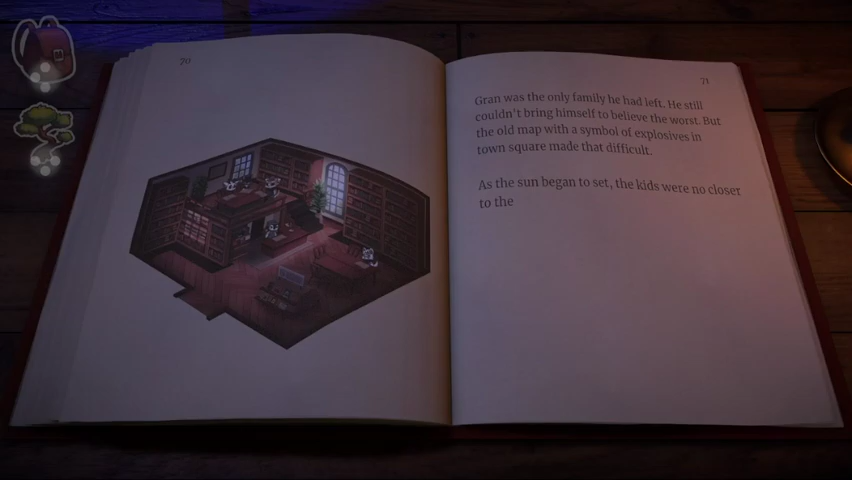 70
71
Gran was the only family he had left. He still
couldn't bring himself to believe the worst. But
the old map with a symbol of explosives in
town square made that difficult.
As the sun began to set, the kids were no closer
to the